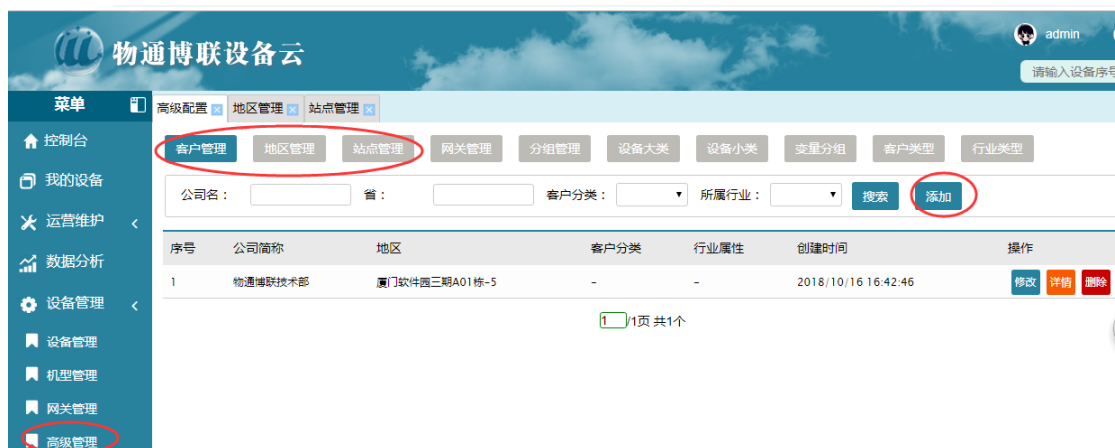 物通博联设备云
admin
请输入设备序号
菜单
高级配置 地区管理 站点管理
控制台
我的设备
运营维护
数据分析
设备管理
设备管理
机型管理
网关管理
高级管理
客户管理 地区管理 站点管理 网关管理 分组管理 设备大类 设备小类 变量分组 客户类型 行业类型
公司名： 省： 客户分类： 所属行业： 搜索 添加
序号 公司简称 地区 客户分类 行业属性 创建时间 操作
1 物通博联技术部 厦门软件园三期A01栋-5 - - 2018/10/16 16:42:46 修改 详情 删除
1 /1页 共1个